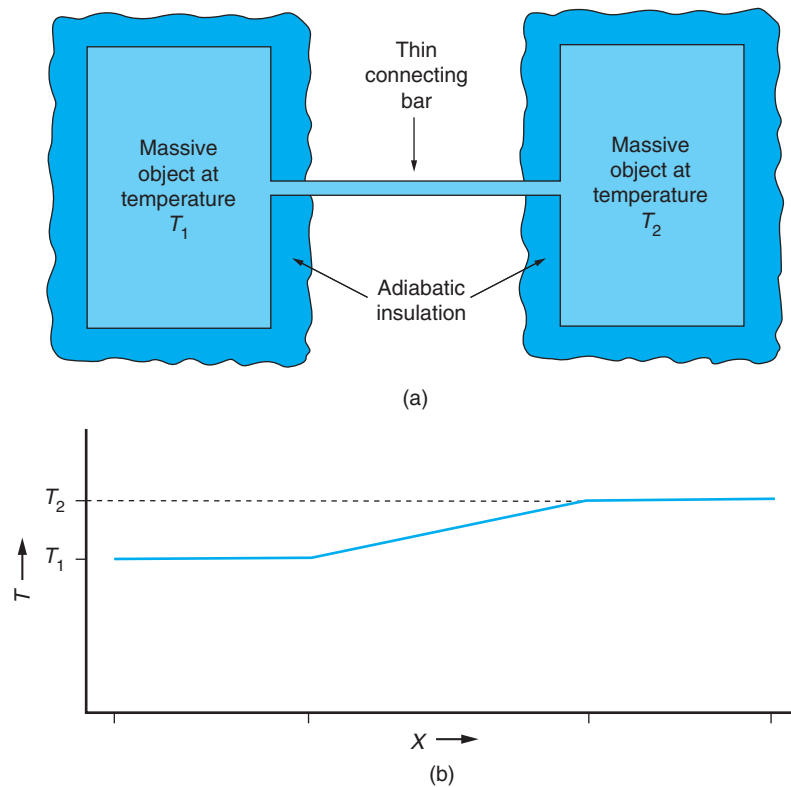 Thin
connecting
bar
Massive
object at
temperature
T1
Massive
object at
temperature
T2
Adiabatic
insulation
(a)
T2
T1
T
X
(b)